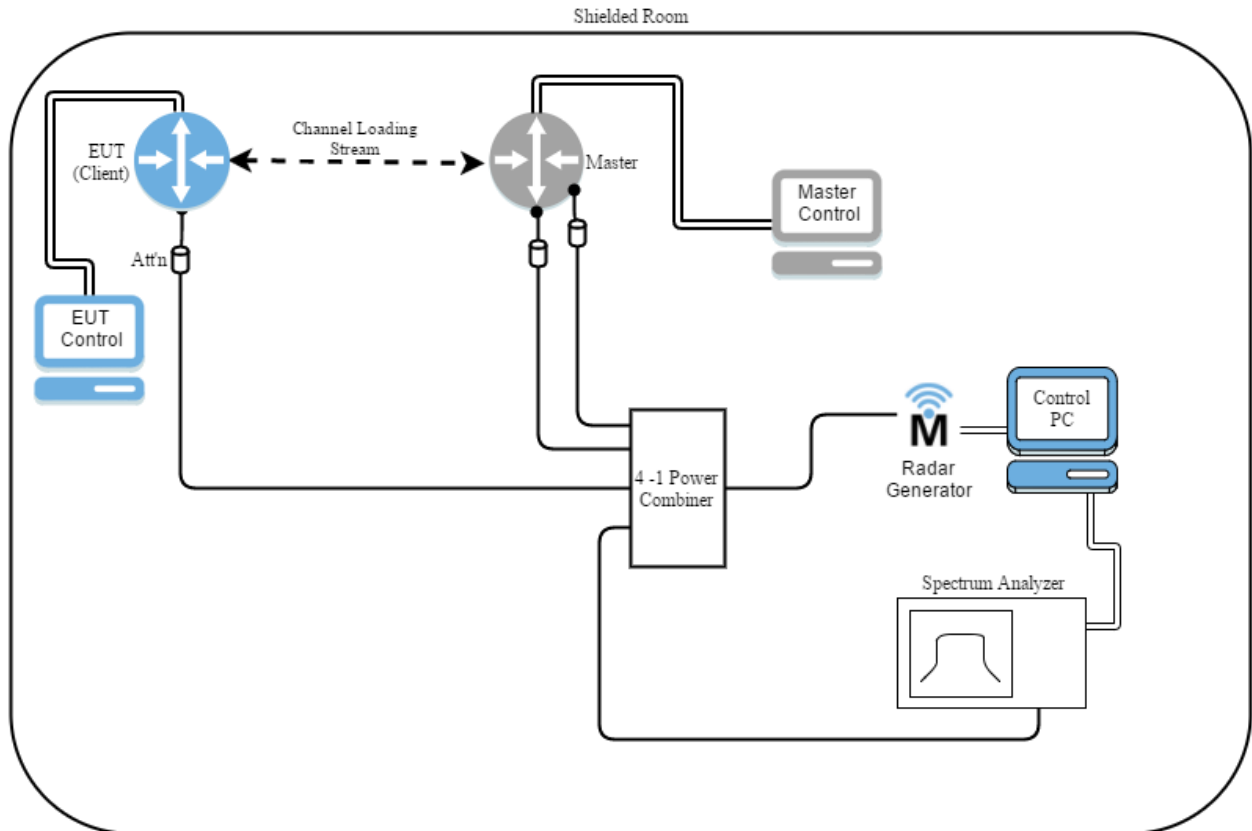 Shielded Room
Channel Loading
Stream
EUT
(Client)
Master
Master
Control
Att'n
EUT
Control
Control
PC
M
Radar
Generator
4 -1 Power
Combiner
Spectrum Analyzer